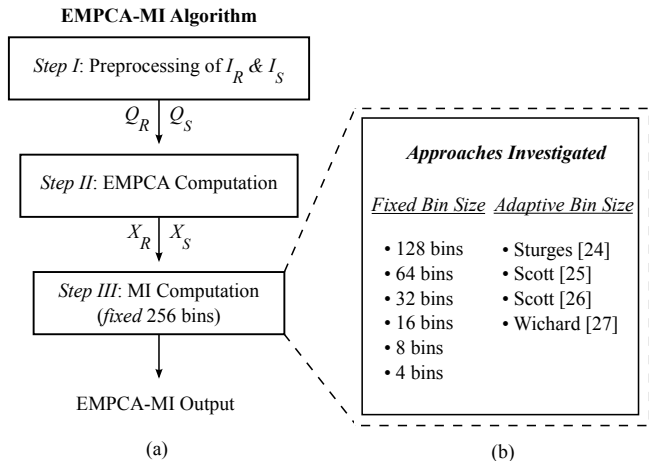 EMPCA-MI Algorithm
Step I: Preprocessing of I_R & I_S
Q_R Q_S
Step II: EMPCA Computation
X_R X_S
Step III: MI Computation
(fixed 256 bins)
EMPCA-MI Output
(a)
Approaches Investigated
Fixed Bin Size
• 128 bins
• 64 bins
• 32 bins
• 16 bins
• 8 bins
• 4 bins
Adaptive Bin Size
• Sturges [24]
• Scott [25]
• Scott [26]
• Wichard [27]
(b)